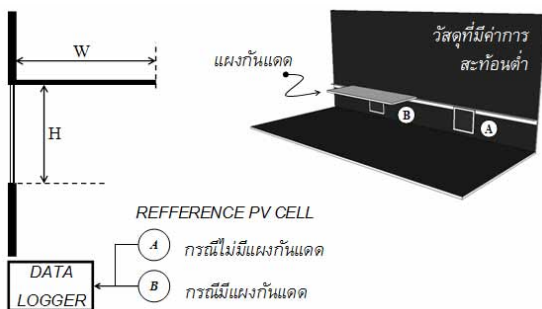 W
H
วัสดุที่มีค่าการ
สะท้อนต่ำ
แผงกันแดด
B
A
REFFERENCE PV CELL
A กรณีไม่มีแผงกันแดด
B กรณีมีแผงกันแดด
DATA
LOGGER